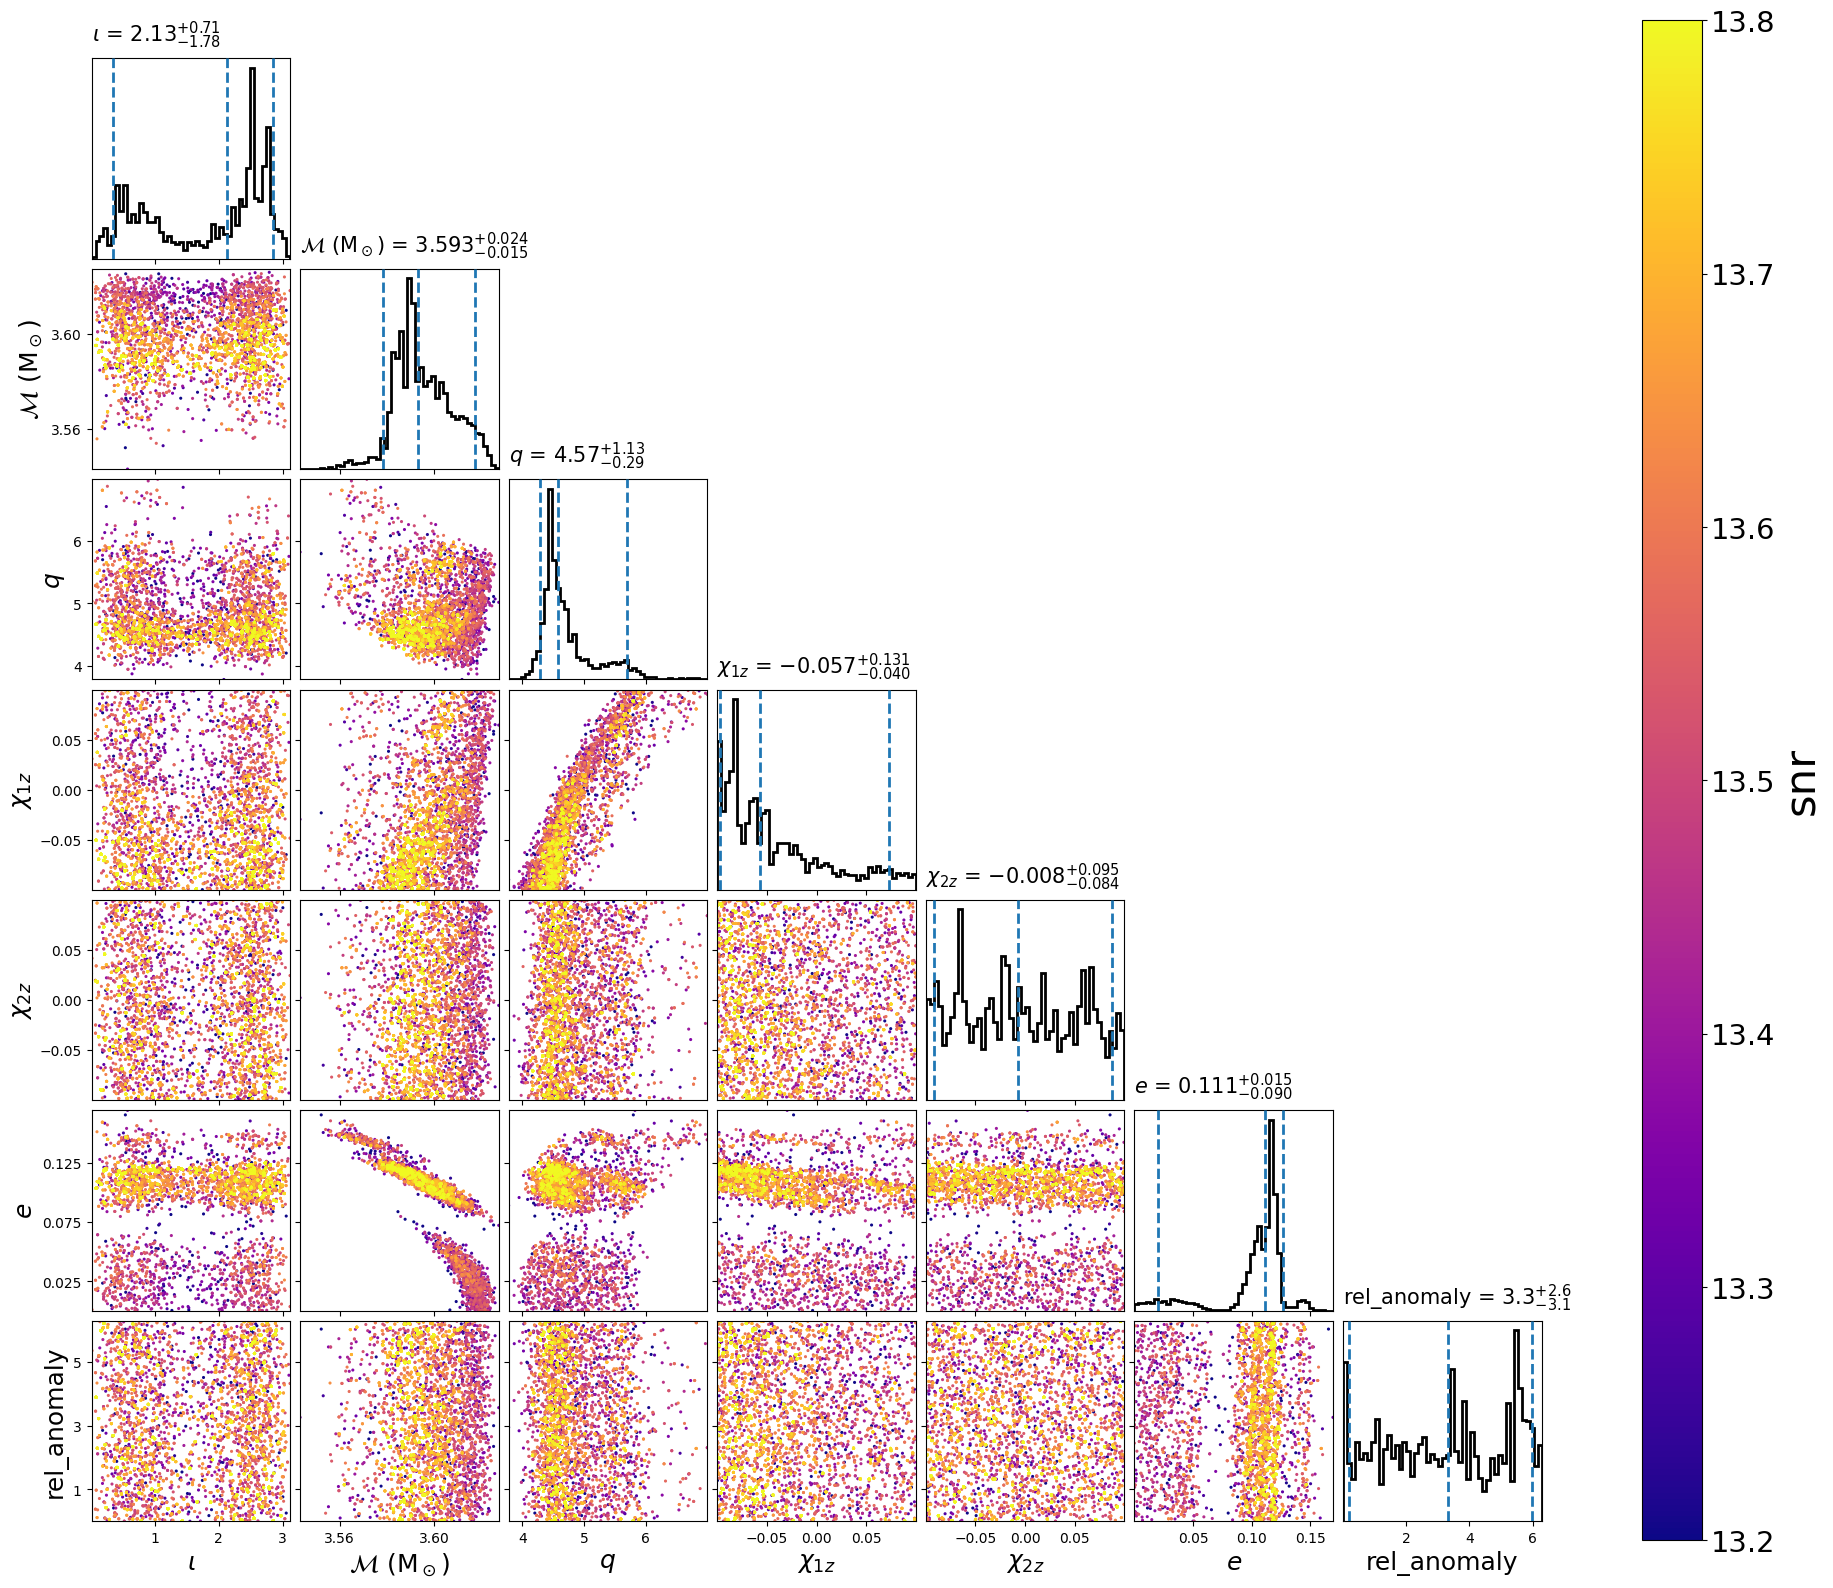 ι = 2.13+0.71−1.78
13.8
ℳ (M_⊙) = 3.593+0.024−0.015
13.7
ℳ (M_⊙)
3.60
3.56
q = 4.57+1.13−0.29
13.6
q
6
5
4
χ1z = −0.057+0.131−0.040
13.5
snr
χ1z
0.05
0.00
−0.05
χ2z = −0.008+0.095−0.084
13.4
χ2z
0.05
0.00
−0.05
e = 0.111+0.015−0.090
13.3
e
0.125
0.075
0.025
rel_anomaly = 3.3+2.6−3.1
rel_anomaly
5
3
1
13.2
1 2 3 3.56 3.60 4 5 6 −0.05 0.00 0.05 −0.05 0.00 0.05 0.05 0.10 0.15 2 4 6
ι ℳ (M_⊙) q χ1z χ2z e rel_anomaly